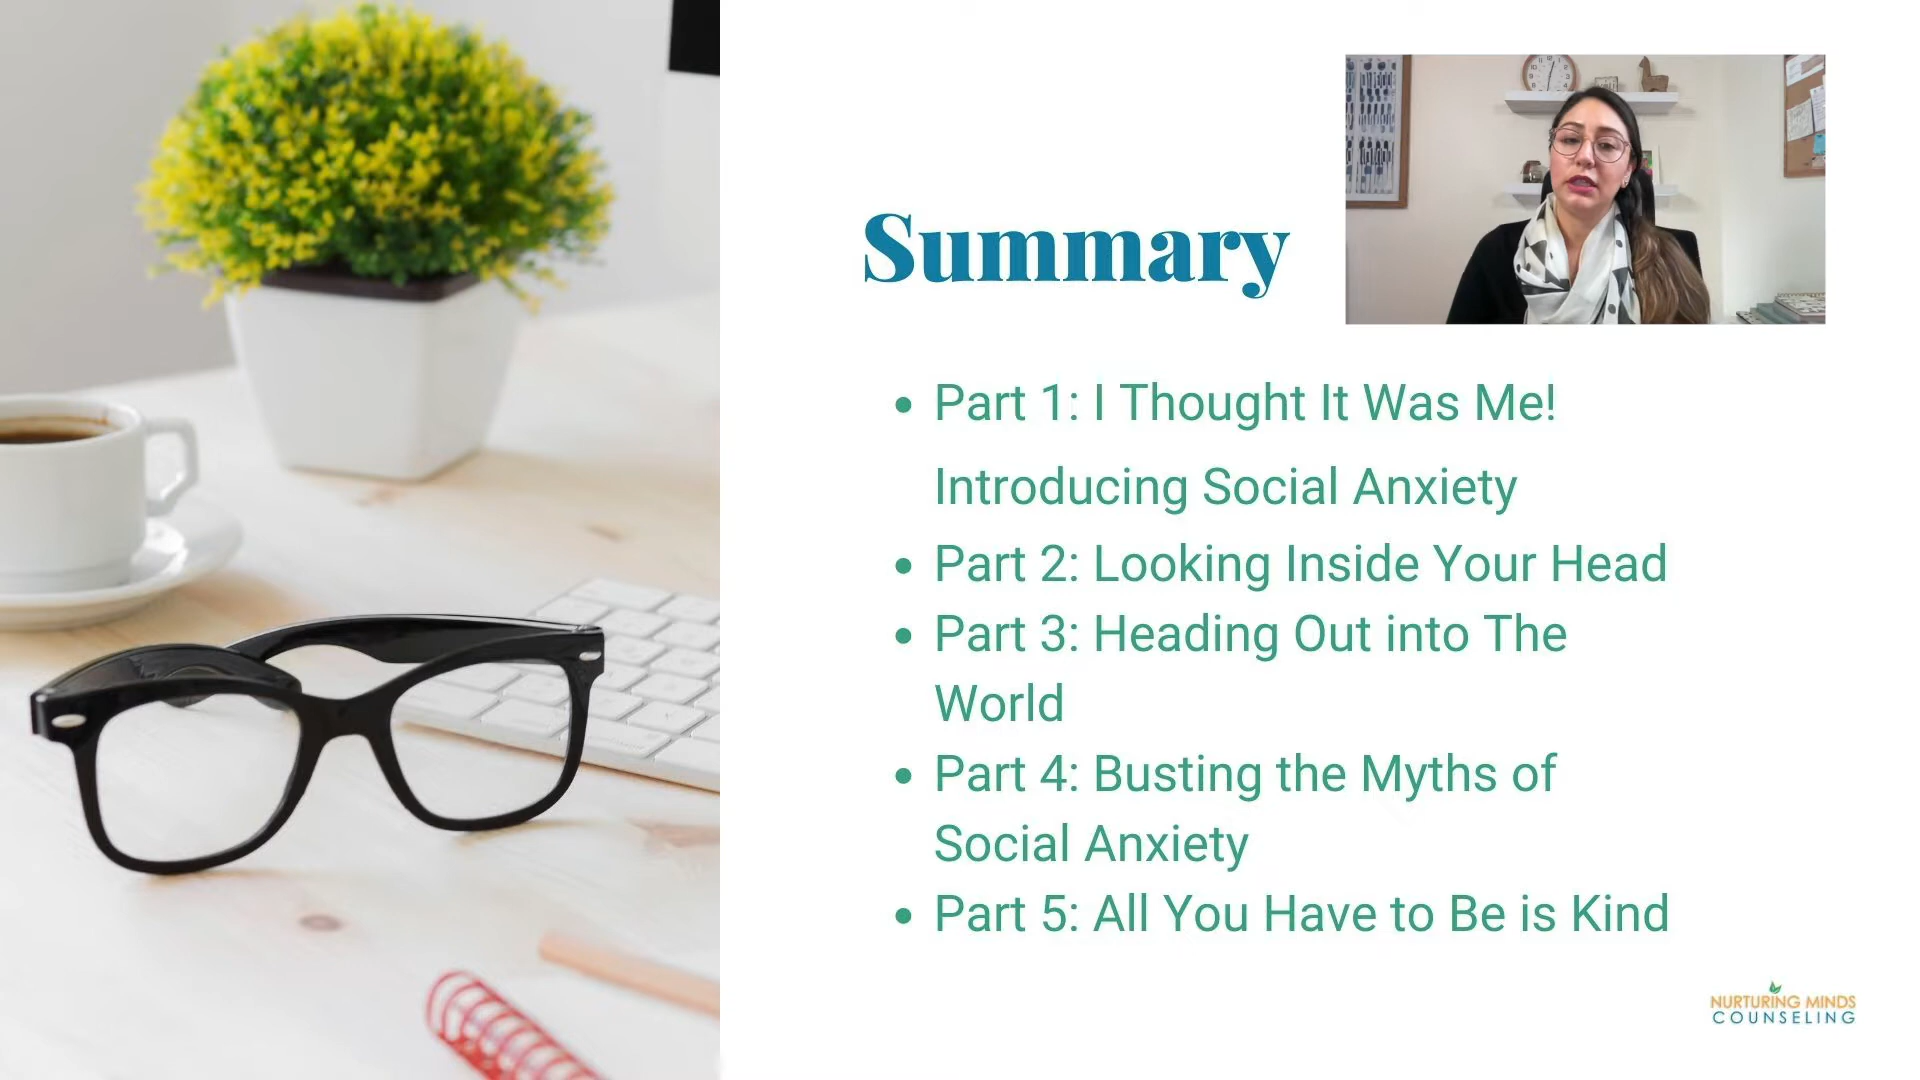 Summary
• Part 1: I Thought It Was Me!
Introducing Social Anxiety
• Part 2: Looking Inside Your Head
• Part 3: Heading Out into The
World
• Part 4: Busting the Myths of
Social Anxiety
• Part 5: All You Have to Be is Kind
NURTURING MINDS
COUNSELING